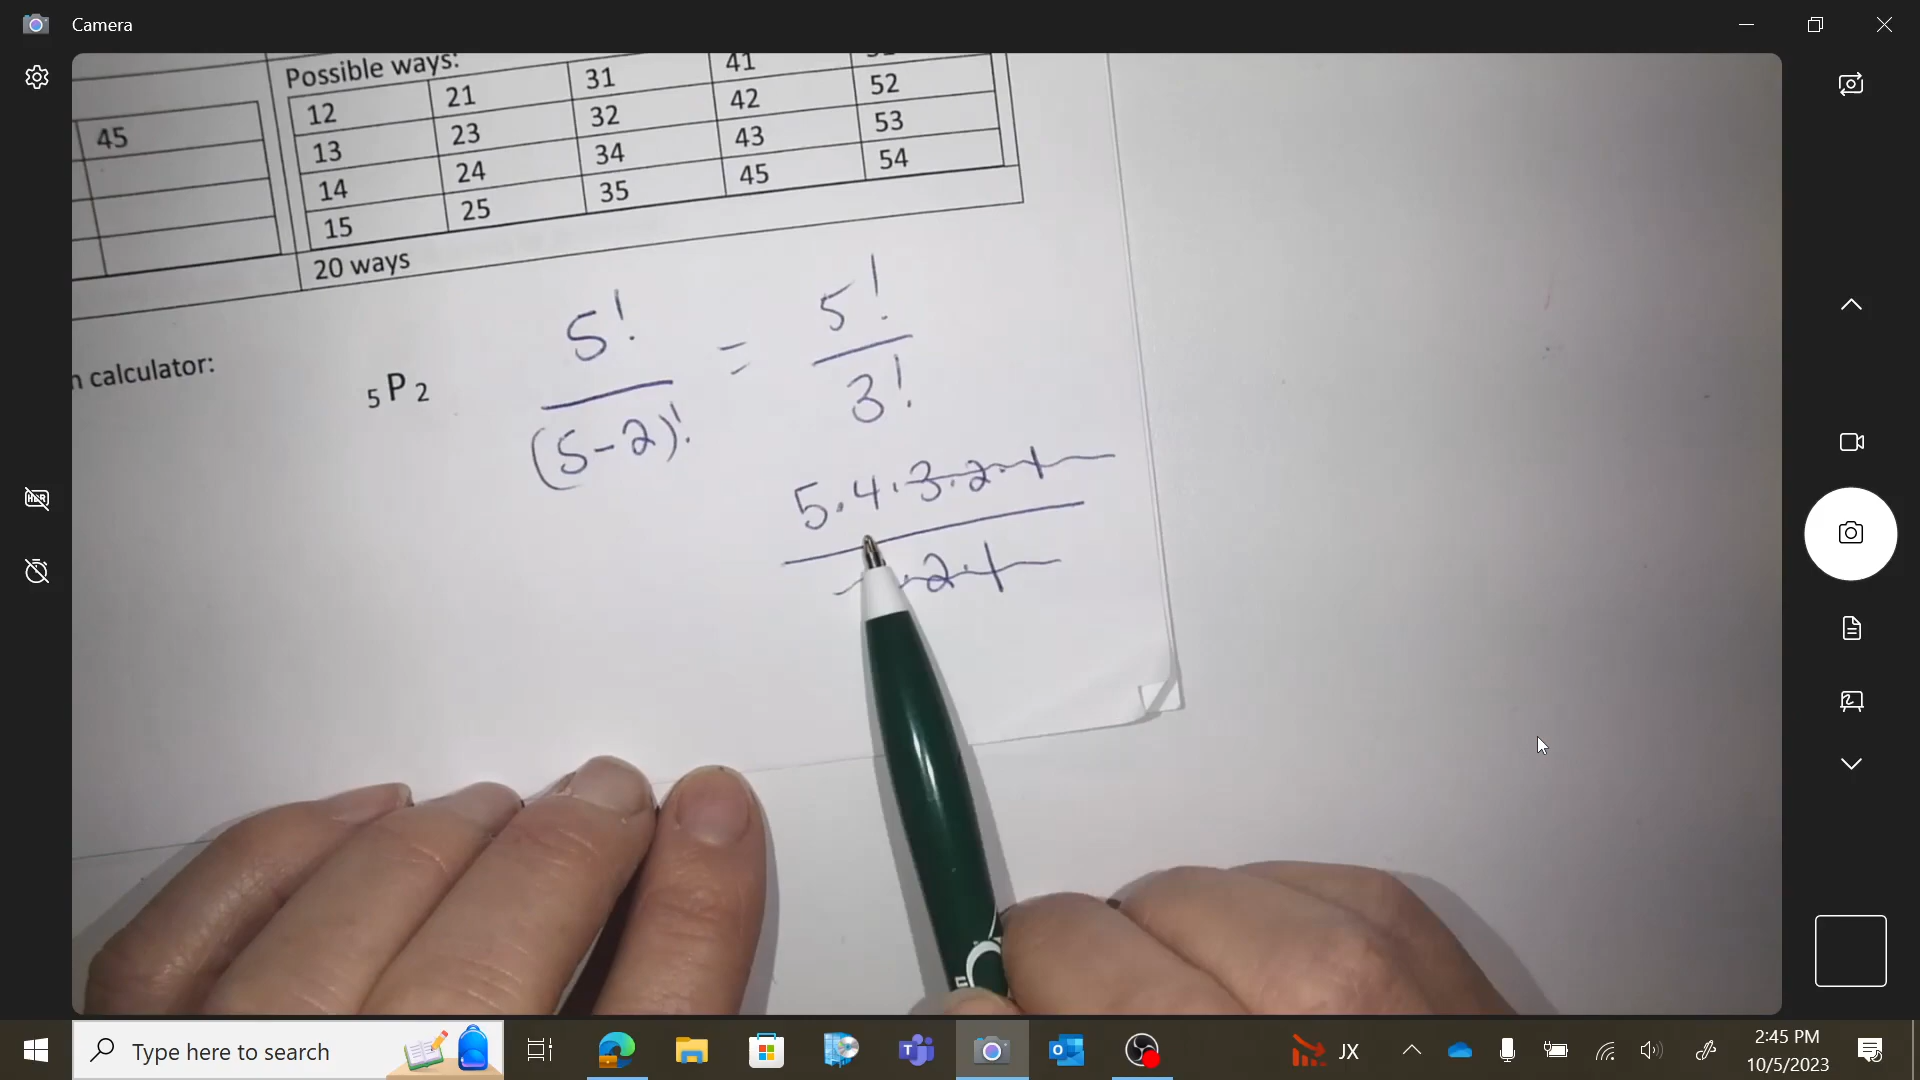 Camera
Possible ways:
45
12 21 31 41
13 23 32 42 52
14 24 34 43 53
15 25 35 45 54
20 ways
calculator:
5P2
5! / (5-2)! = 5! / 3!
5·4·3·2·1
·2·1
Type here to search
JX
2:45 PM
10/5/2023